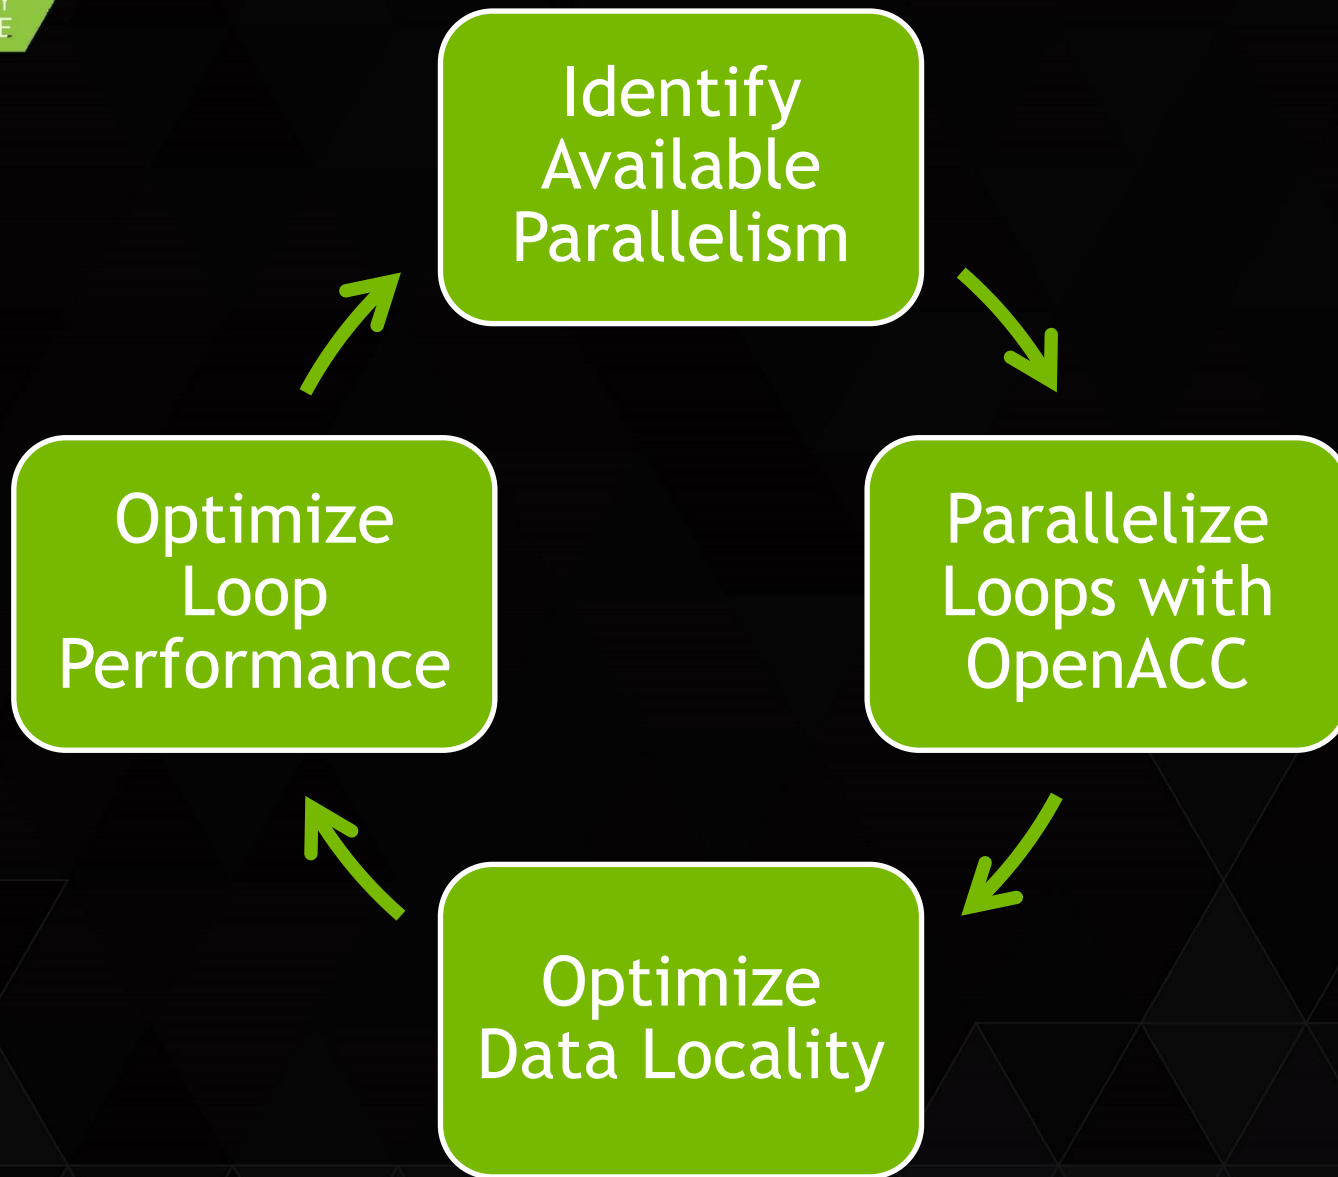 Identify
Available
Parallelism
Optimize
Loop
Performance
Parallelize
Loops with
OpenACC
Optimize
Data Locality